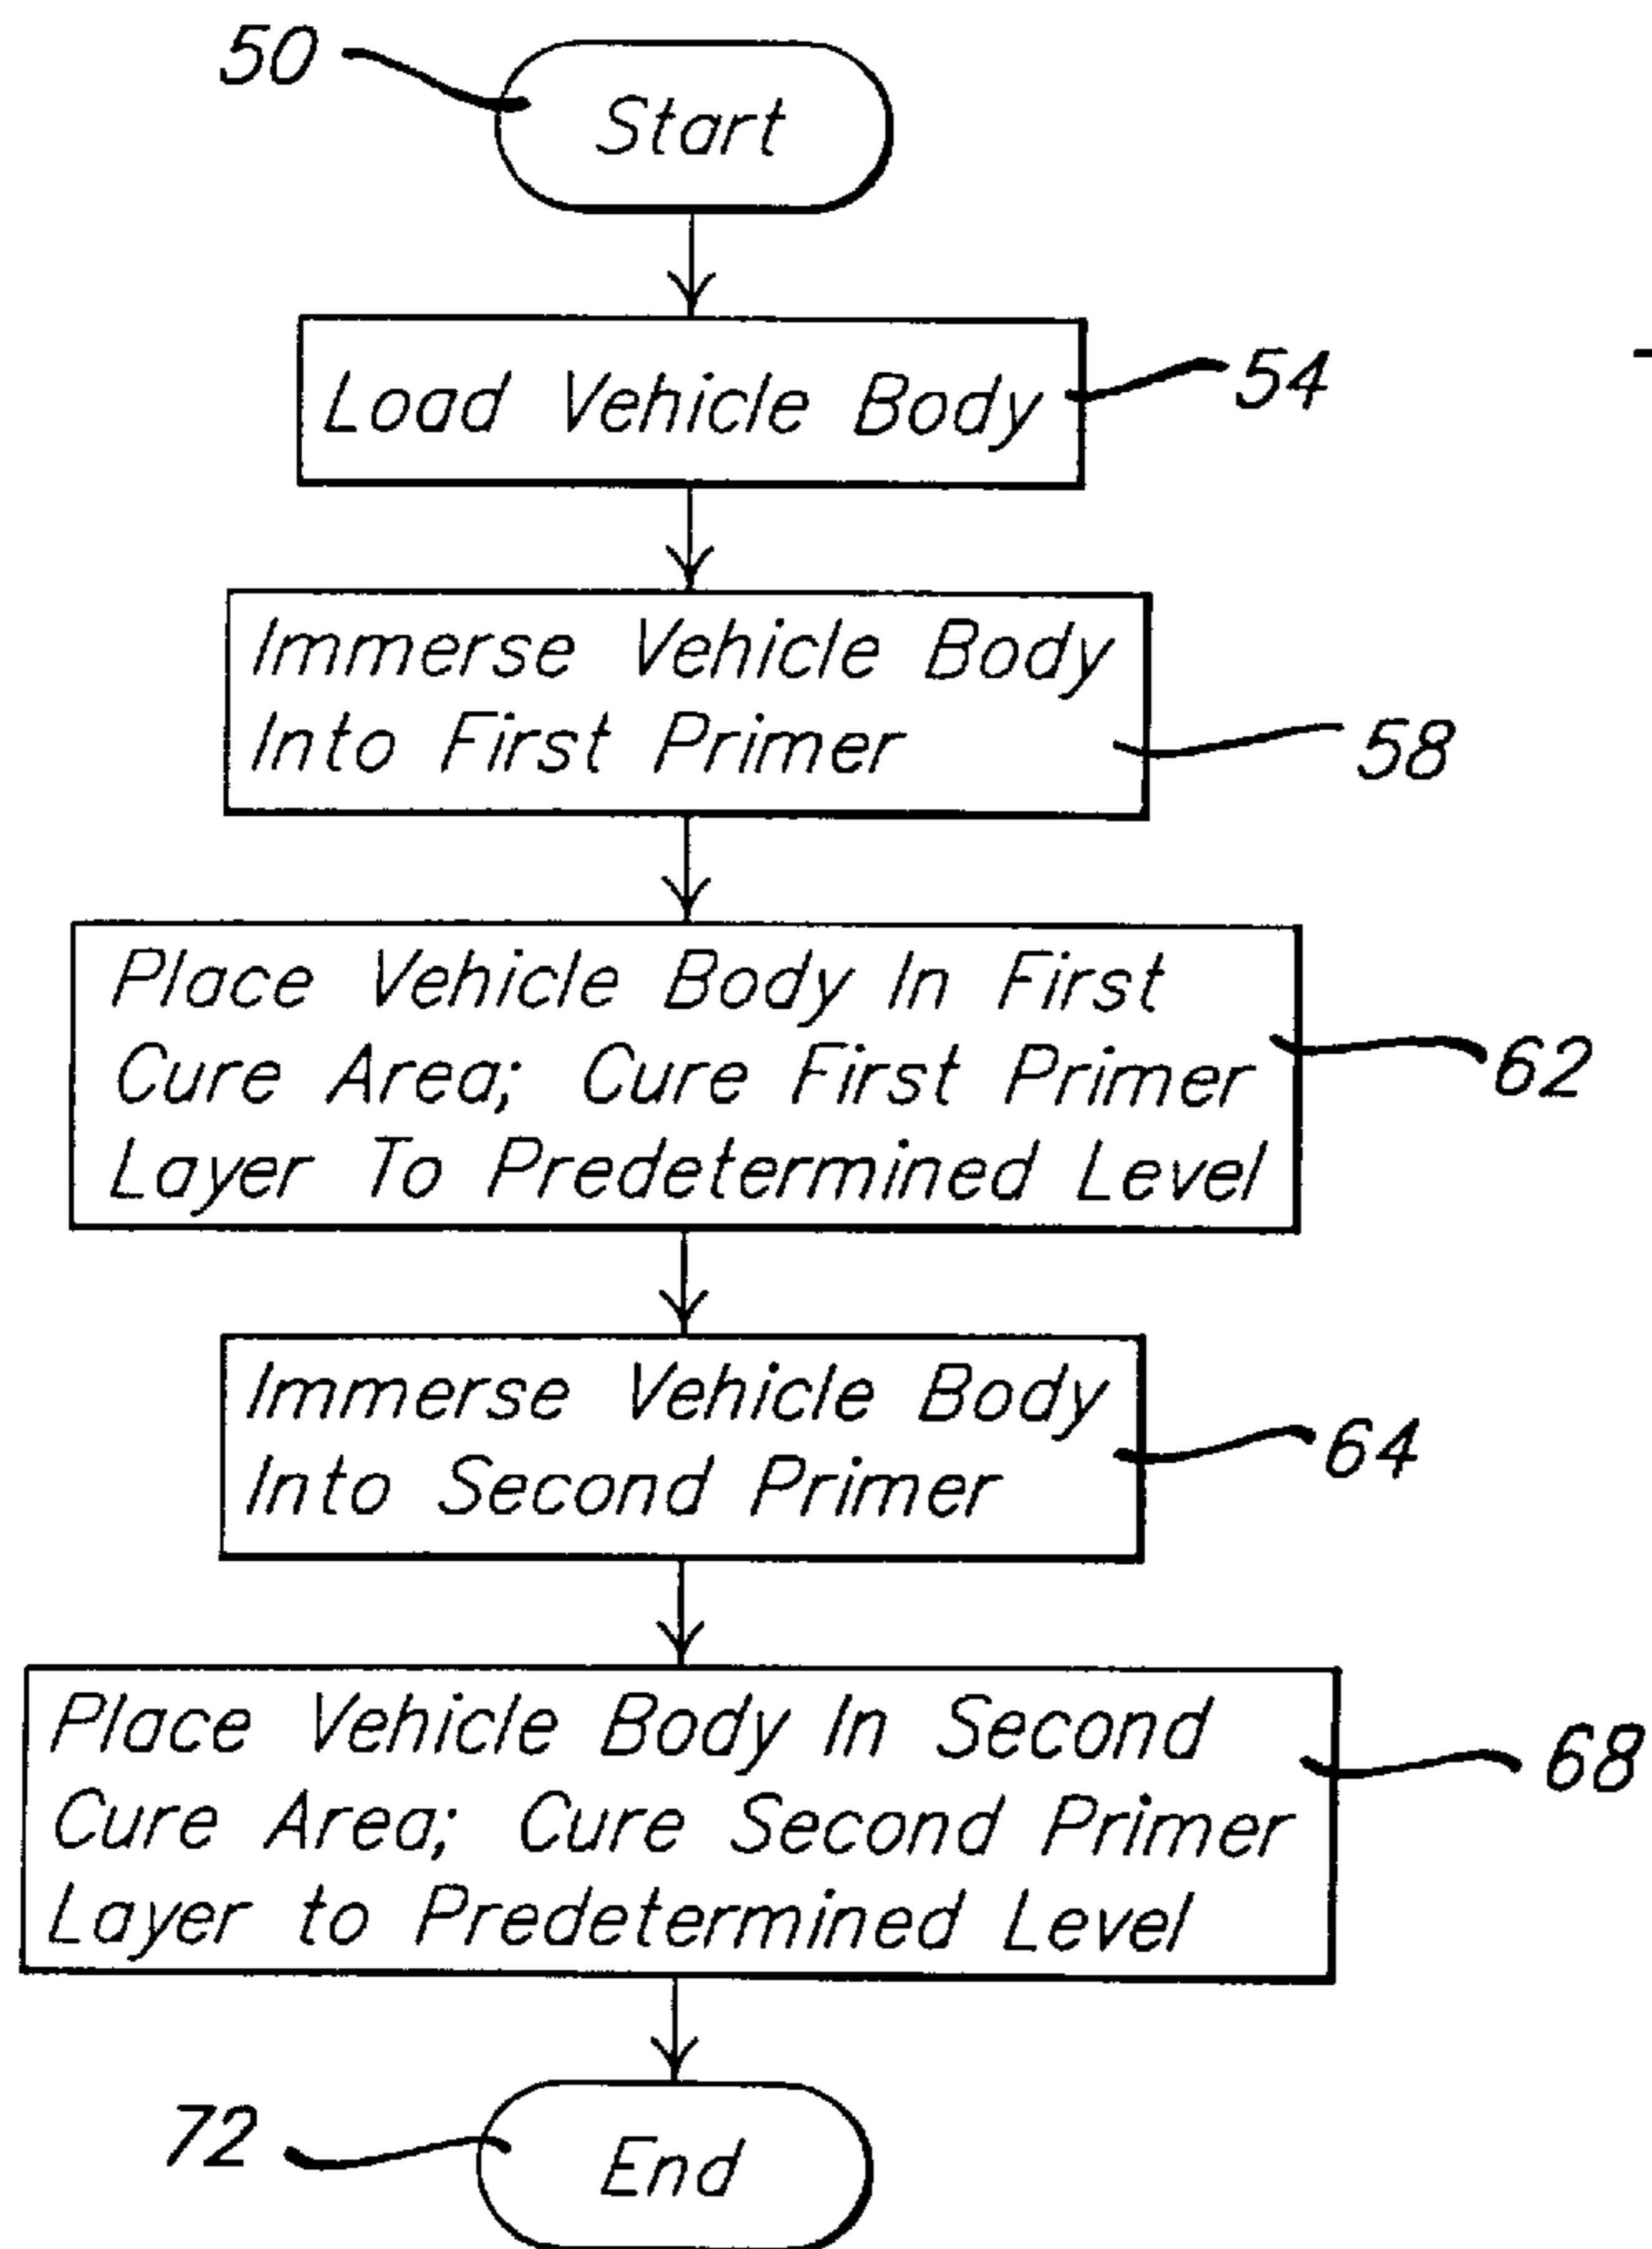 50
Start
Load Vehicle Body
54
Immerse Vehicle Body
Into First Primer
58
Place Vehicle Body In First
Cure Area; Cure First Primer
Layer To Predetermined Level
62
Immerse Vehicle Body
Into Second Primer
64
Place Vehicle Body In Second
Cure Area; Cure Second Primer
Layer to Predetermined Level
68
72
End